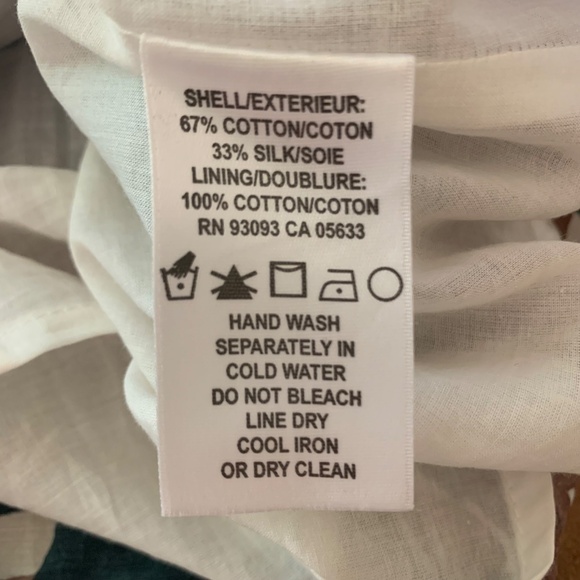 SHELL/EXTERIEUR:
67% COTTON/COTON
33% SILK/SOIE
LINING/DOUBLURE:
100% COTTON/COTON
RN 93093 CA 05633
HAND WASH
SEPARATELY IN
COLD WATER
DO NOT BLEACH
LINE DRY
COOL IRON
OR DRY CLEAN